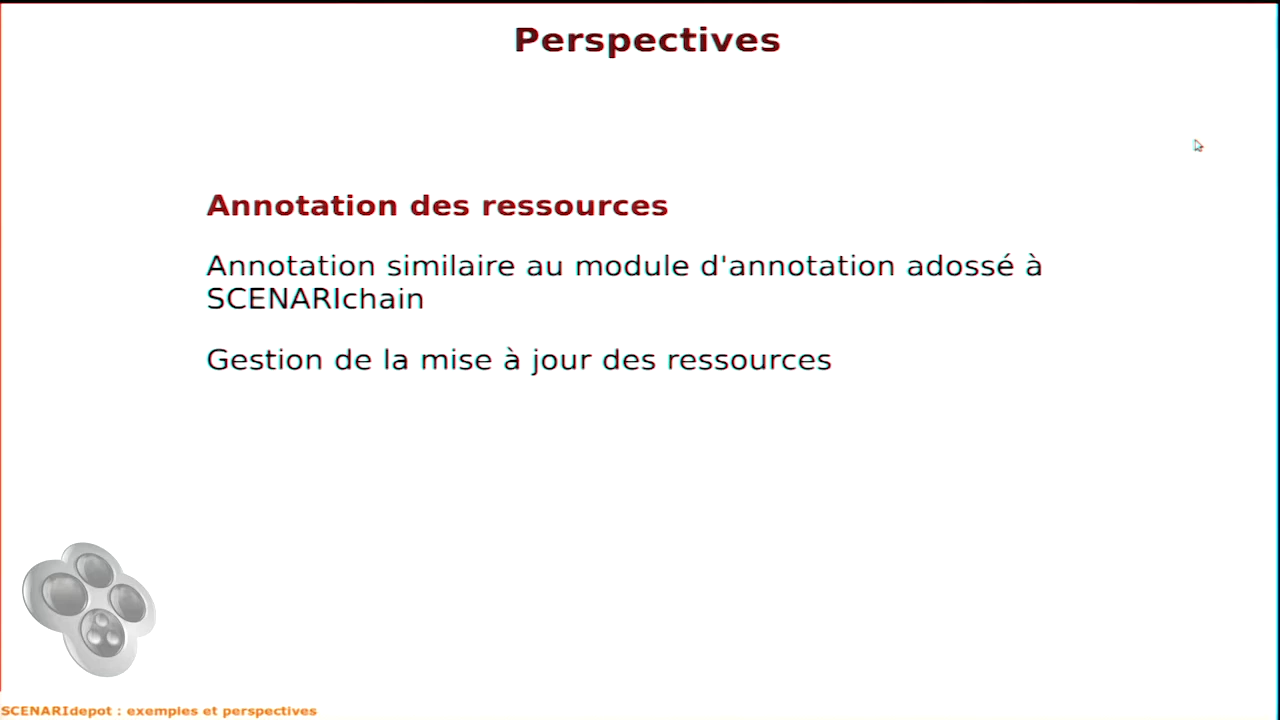 Perspectives
Annotation des ressources
Annotation similaire au module d'annotation adossé à
SCENARIchain
Gestion de la mise à jour des ressources
SCENARIdepot : exemples et perspectives